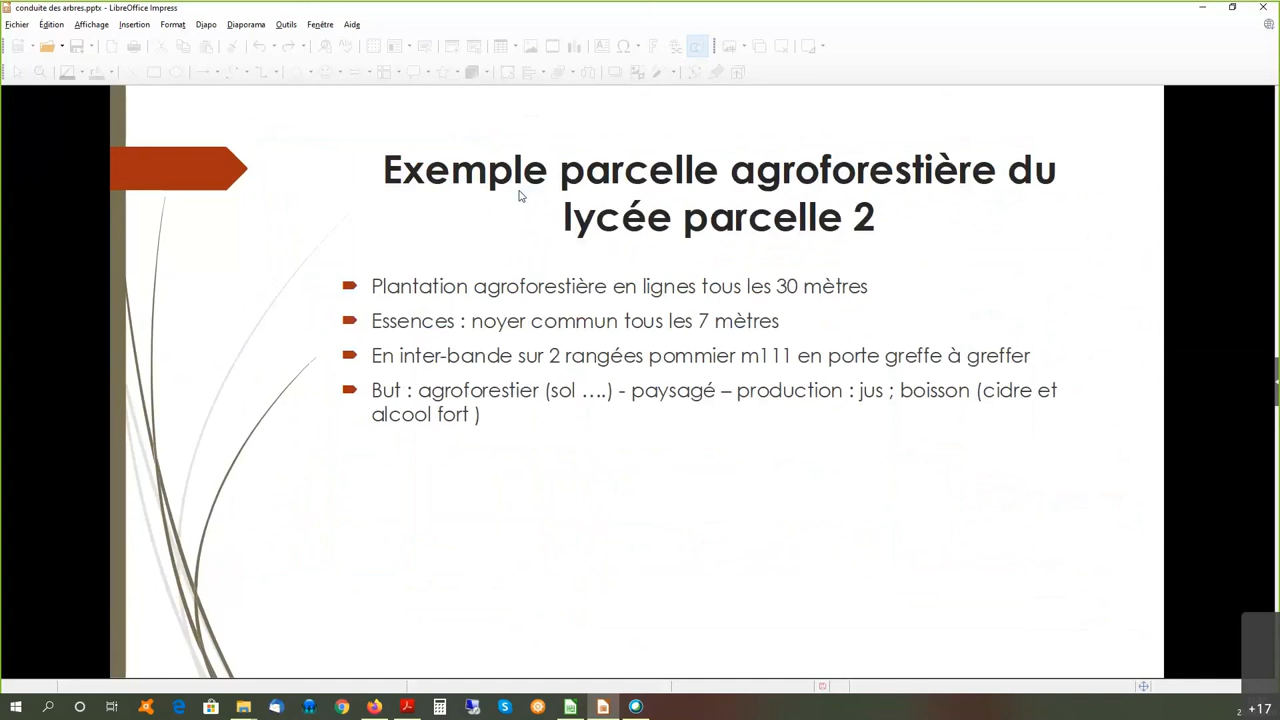 conduite des arbres.pptx - LibreOffice Impress
Fichier Édition Affichage Insertion Format Diapo Diaporama Outils Fenêtre Aide
Exemple parcelle agroforestière du
lycée parcelle 2
Plantation agroforestière en lignes tous les 30 mètres
Essences : noyer commun tous les 7 mètres
En inter-bande sur 2 rangées pommier m111 en porte greffe à greffer
But : agroforestier (sol ….) - paysagé – production : jus ; boisson (cidre et
alcool fort )
2 +17